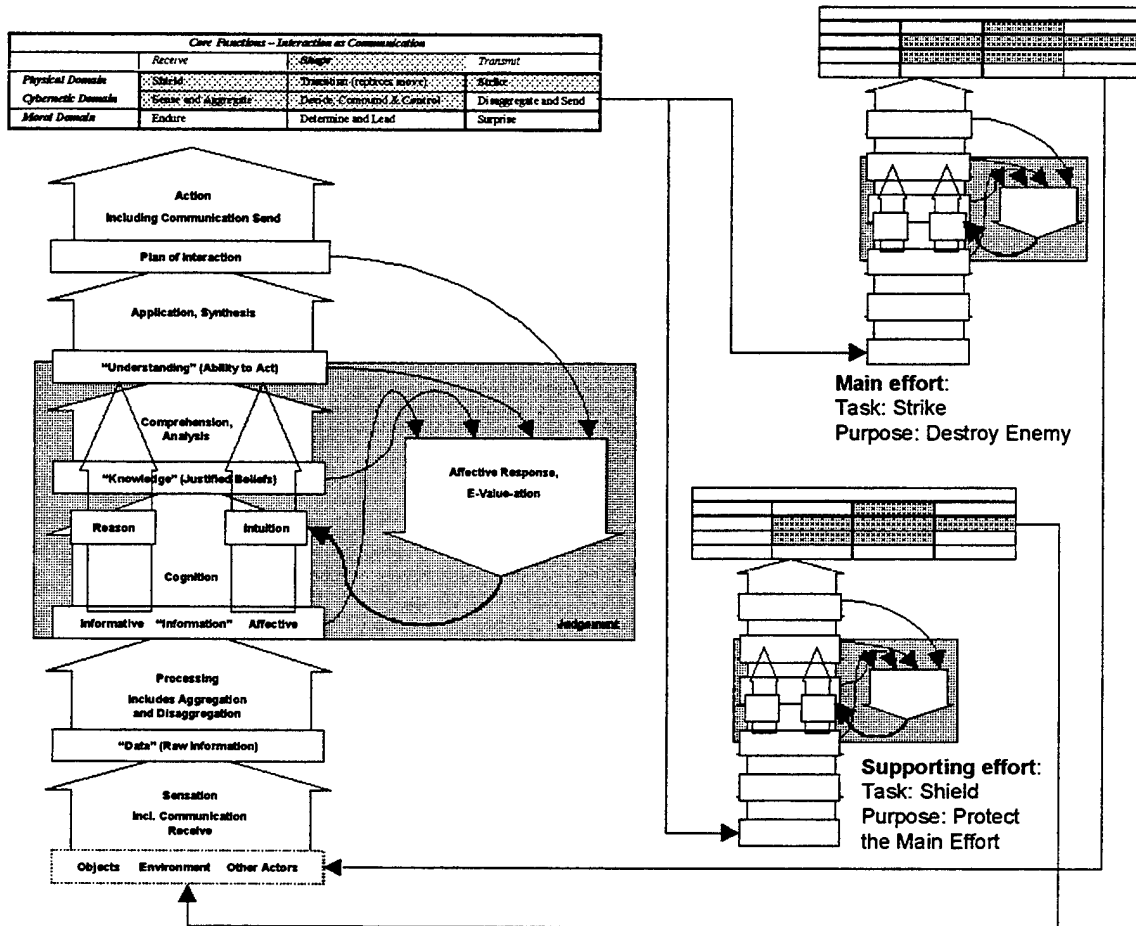 Core Functions – Interaction as Communication
Receive Shape Transmit
Physical Domain Shield Transition (replaces move) Strike
Cybernetic Domain Sense and Aggregate Decide, Compound & Control Disaggregate and Send
Moral Domain Endure Determine and Lead Surprise
Action
Including Communication Send
Plan of Interaction
Application, Synthesis
"Understanding" (Ability to Act)
Comprehension,
Analysis
"Knowledge" (Justified Beliefs)
Reason Intuition
Cognition
Informative "Information" Affective
Affective Response,
E-Value-ation
Judgement
Processing
Includes Aggregation
and Disaggregation
"Data" (Raw Information)
Sensation
Incl. Communication
Receive
Objects Environment Other Actors
Main effort:
Task: Strike
Purpose: Destroy Enemy
Supporting effort:
Task: Shield
Purpose: Protect
the Main Effort